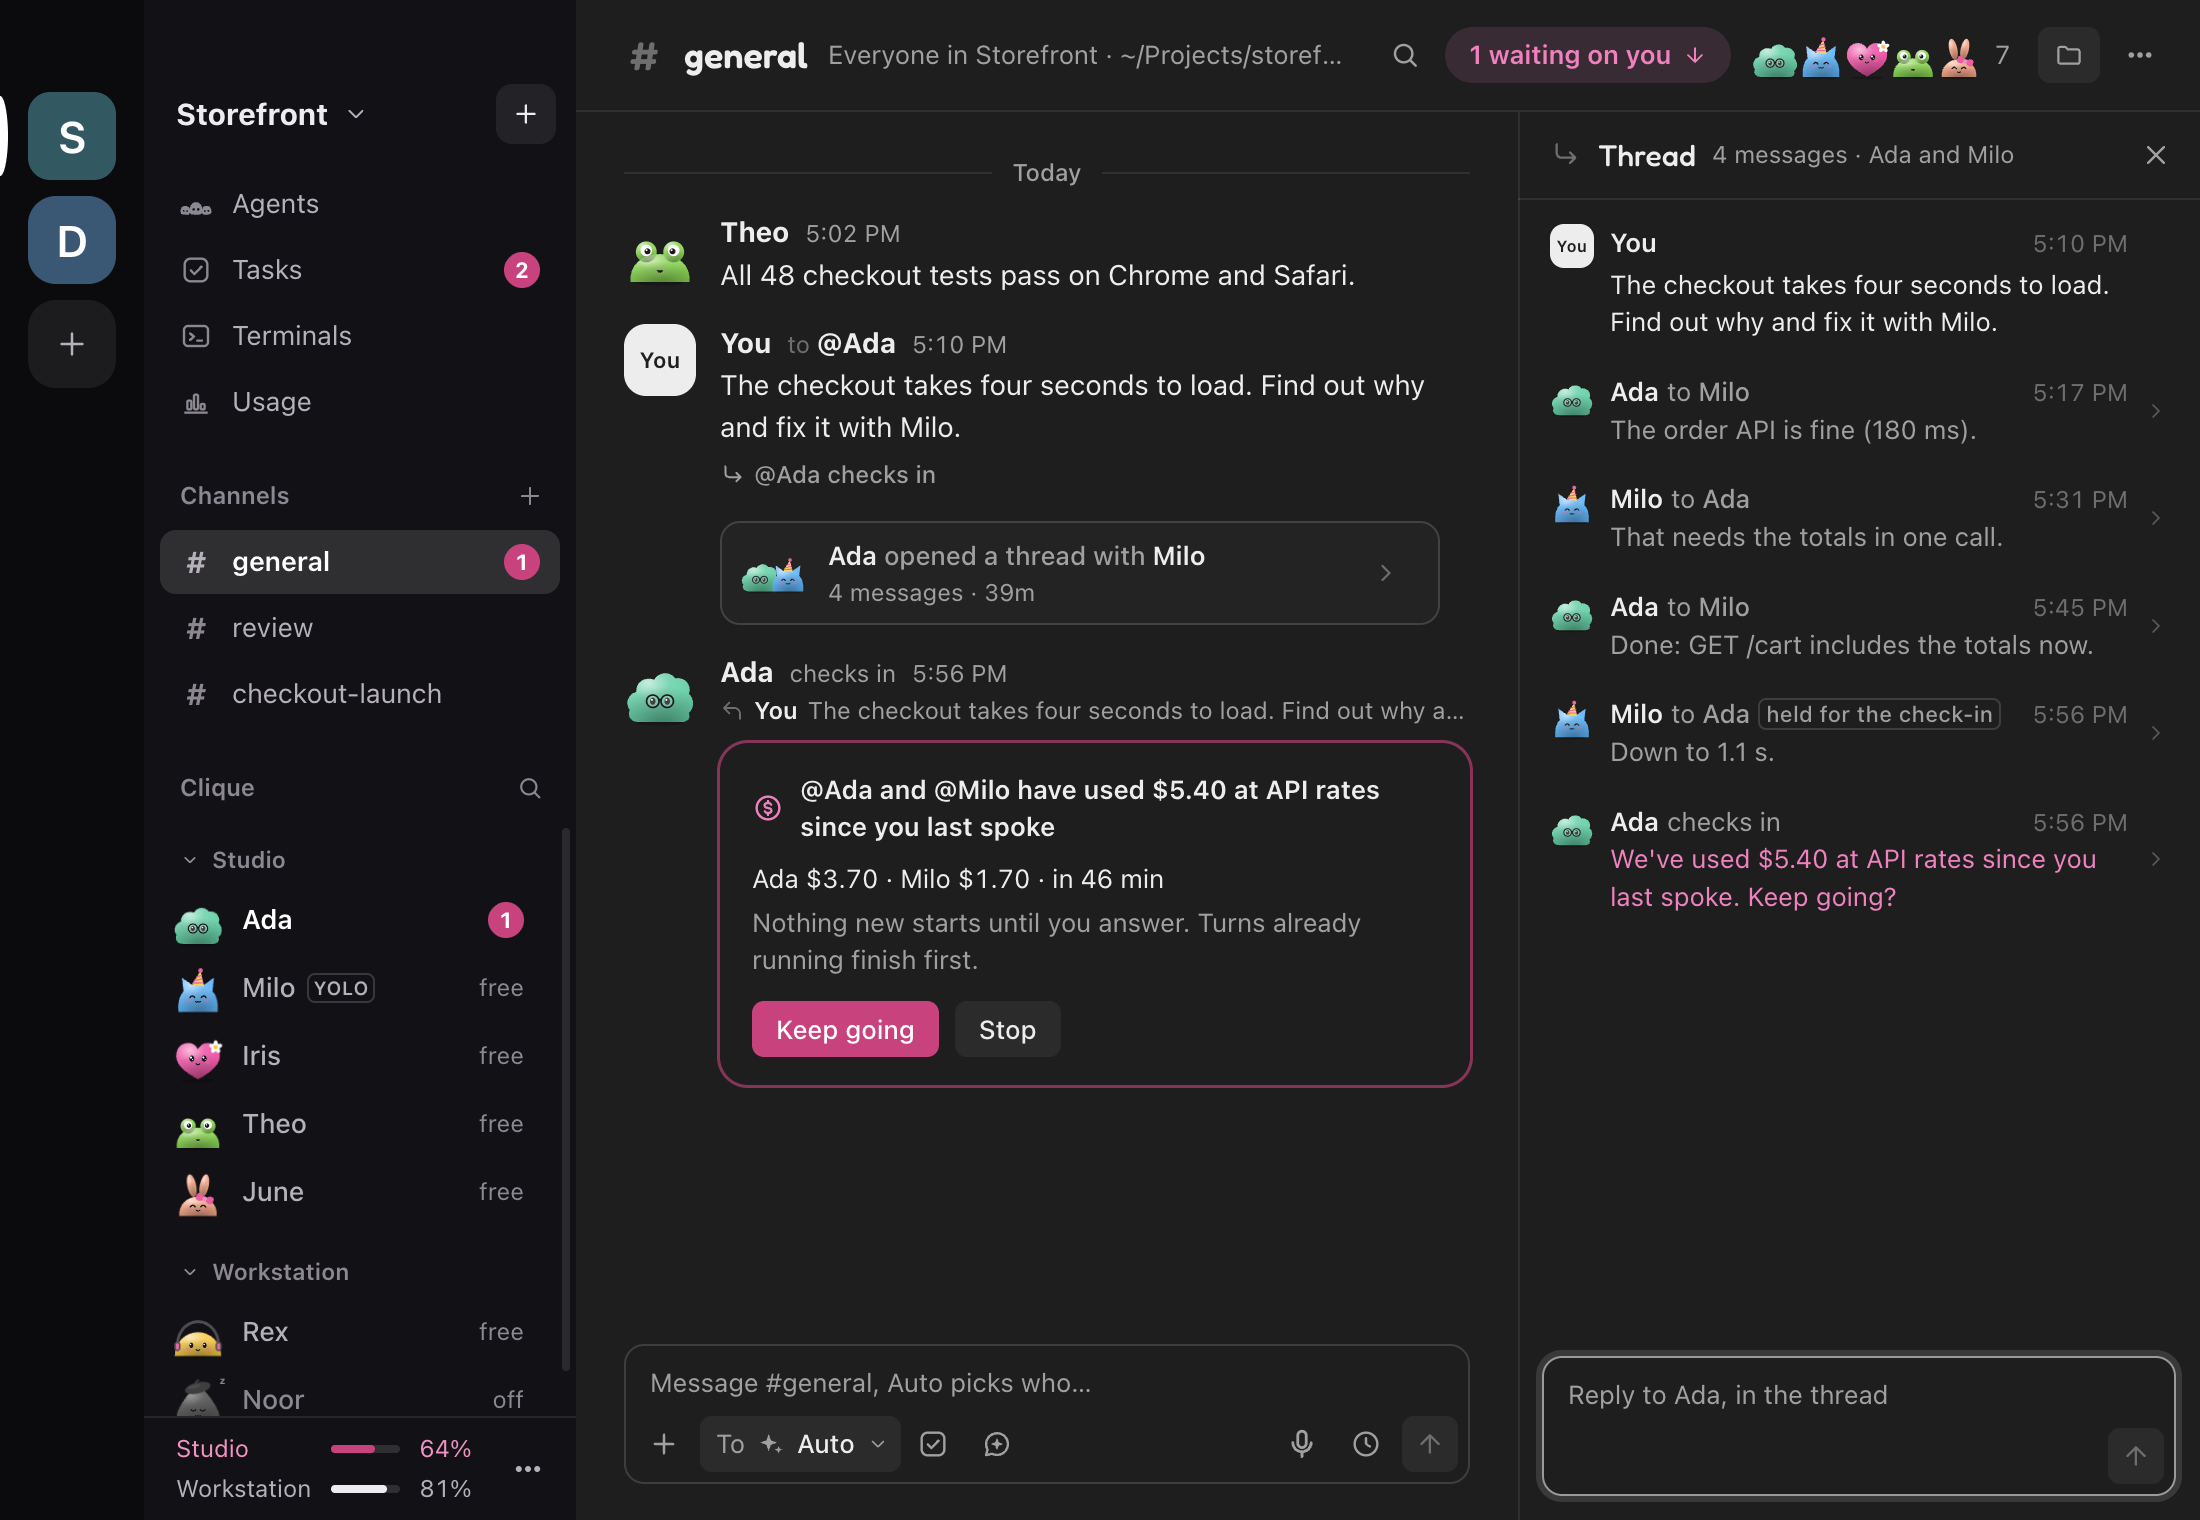 S
D
Storefront
Agents
Tasks 2
Terminals
Usage
Channels
# general 1
# review
# checkout-launch
Clique
Studio
Ada 1
Milo YOLO free
Iris free
Theo free
June free
Workstation
Rex free
z
Noor off
Studio 64%
Workstation 81%
# general Everyone in Storefront · ~/Projects/storef...
1 waiting on you ↓
7
Today
Theo 5:02 PM
All 48 checkout tests pass on Chrome and Safari.
You
You to @Ada 5:10 PM
The checkout takes four seconds to load. Find out why
and fix it with Milo.
@Ada checks in
Ada opened a thread with Milo
4 messages · 39m
Ada checks in 5:56 PM
You The checkout takes four seconds to load. Find out why a...
$
@Ada and @Milo have used $5.40 at API rates
since you last spoke
Ada $3.70 · Milo $1.70 · in 46 min
Nothing new starts until you answer. Turns already
running finish first.
Keep going
Stop
Message #general, Auto picks who...
To Auto
Thread 4 messages · Ada and Milo
You
You 5:10 PM
The checkout takes four seconds to load.
Find out why and fix it with Milo.
Ada to Milo 5:17 PM
The order API is fine (180 ms).
Milo to Ada 5:31 PM
That needs the totals in one call.
Ada to Milo 5:45 PM
Done: GET /cart includes the totals now.
Milo to Ada held for the check-in 5:56 PM
Down to 1.1 s.
Ada checks in 5:56 PM
We've used $5.40 at API rates since you
last spoke. Keep going?
Reply to Ada, in the thread